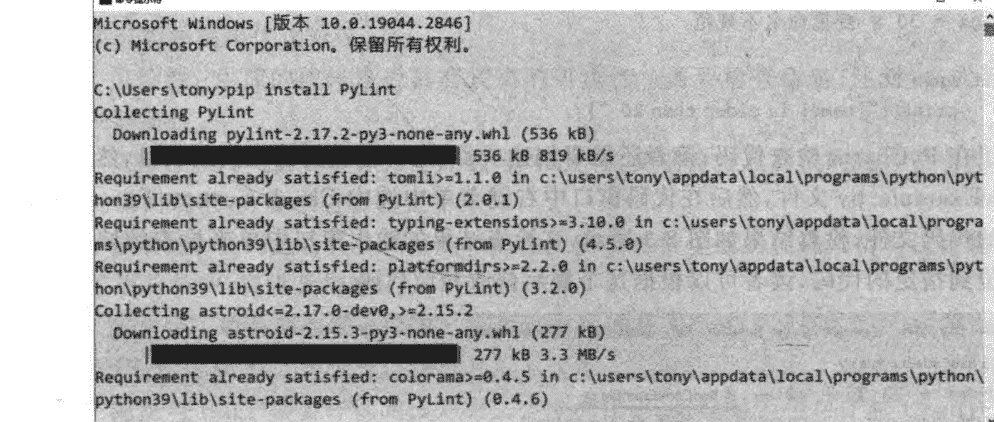 Microsoft Windows [版本 10.0.19044.2846]
(c) Microsoft Corporation。保留所有权利。
C:\Users\tony>pip install PyLint
Collecting PyLint
Downloading pylint-2.17.2-py3-none-any.whl (536 kB)
536 kB 819 kB/s
Requirement already satisfied: tomli>=1.1.0 in c:\users\tony\appdata\local\programs\python\pyt
hon39\lib\site-packages (from PyLint) (2.0.1)
Requirement already satisfied: typing-extensions>=3.10.0 in c:\users\tony\appdata\local\progra
ms\python\python39\lib\site-packages (from PyLint) (4.5.0)
Requirement already satisfied: platformdirs>=2.2.0 in c:\users\tony\appdata\local\programs\pyt
hon\python39\lib\site-packages (from PyLint) (3.2.0)
Collecting astroid<=2.17.0-dev0,>=2.15.2
Downloading astroid-2.15.3-py3-none-any.whl (277 kB)
277 kB 3.3 MB/s
Requirement already satisfied: colorama>=0.4.5 in c:\users\tony\appdata\local\programs\python\
python39\lib\site-packages (from PyLint) (0.4.6)